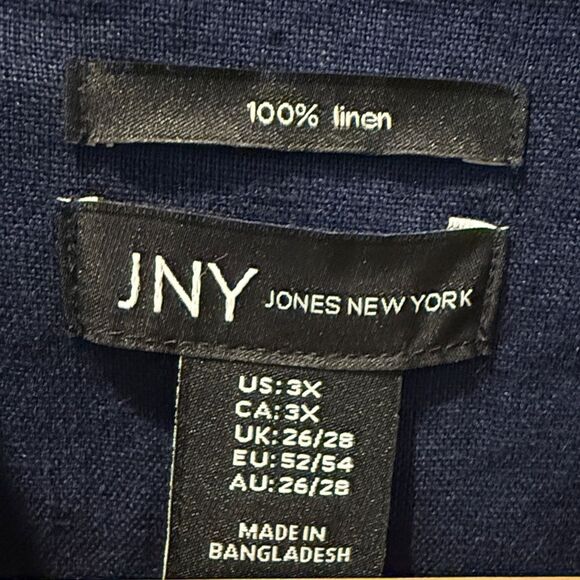 100% linen
JNY JONES NEW YORK
US: 3X
CA: 3X
UK: 26/28
EU: 52/54
AU: 26/28
MADE IN
BANGLADESH